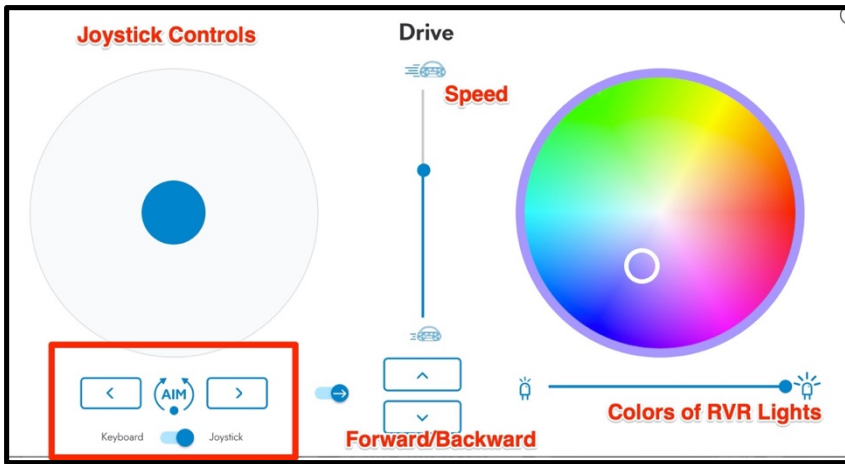 Joystick Controls
Drive
Speed
AIM
Keyboard
Joystick
Forward/Backward
Colors of RVR Lights